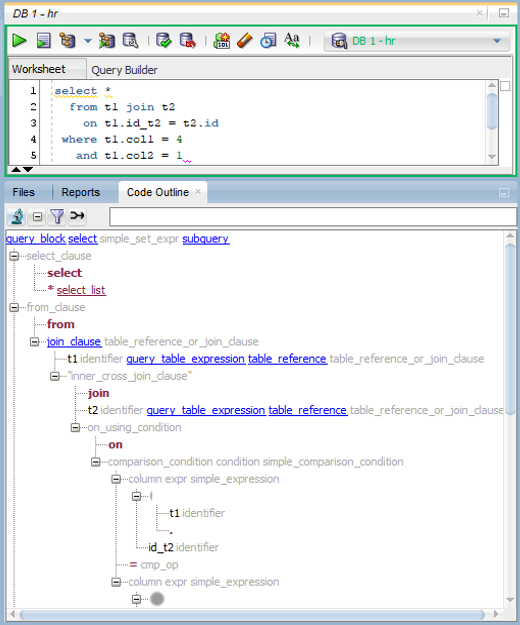 DB 1 - hr
SQL
DB 1 - hr
Worksheet Query Builder
1 select *
2 from t1 join t2
3 on t1.id_t2 = t2.id
4 where t1.col1 = 4
5 and t1.col2 = 1
Files Reports Code Outline
query_block select simple_set_expr subquery
select_clause
select
* select_list
from_clause
from
join_clause table_reference_or_join_clause
t1 identifier query_table_expression table_reference table_reference_or_join_clause
"inner_cross_join_clause"
join
t2 identifier query_table_expression table_reference table_reference_or_join_clause
on_using_condition
on
comparison_condition condition simple_comparison_condition
column expr simple_expression
t1 identifier
.
id_t2 identifier
= cmp_op
column expr simple_expression